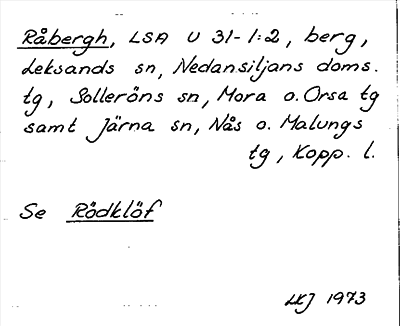 Råbergh, LSA U 31-1:2, berg,
Leksands sn, Nedansiljans doms.
tg, Solleröns sn, Mora o. Orsa tg
samt Järna sn, Nås o. Malungs
tg, Kopp. l.
Se Rödklöf
LKJ 1973